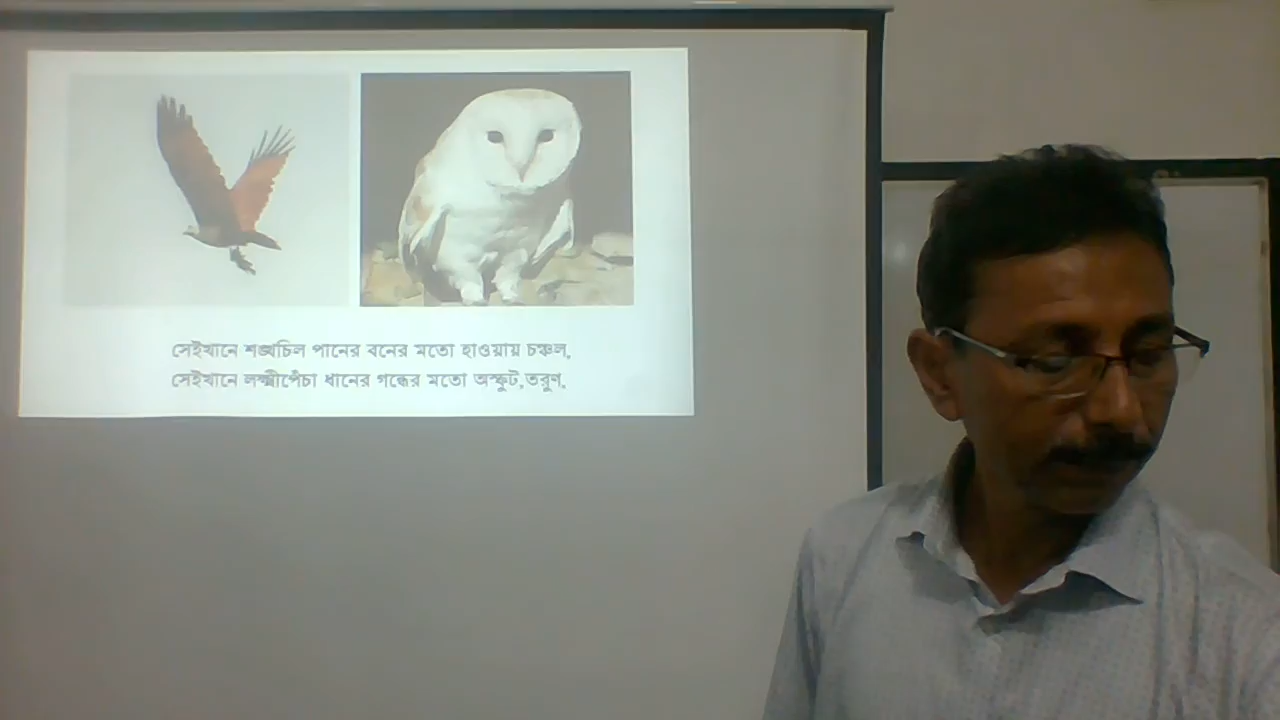 সেইখানে শঙ্খচিল পানের বনের মতো হাওয়ায় চঞ্চল,
সেইখানে লক্ষ্মীপেঁচা ধানের গন্ধের মতো অস্ফুট,তরুণ,